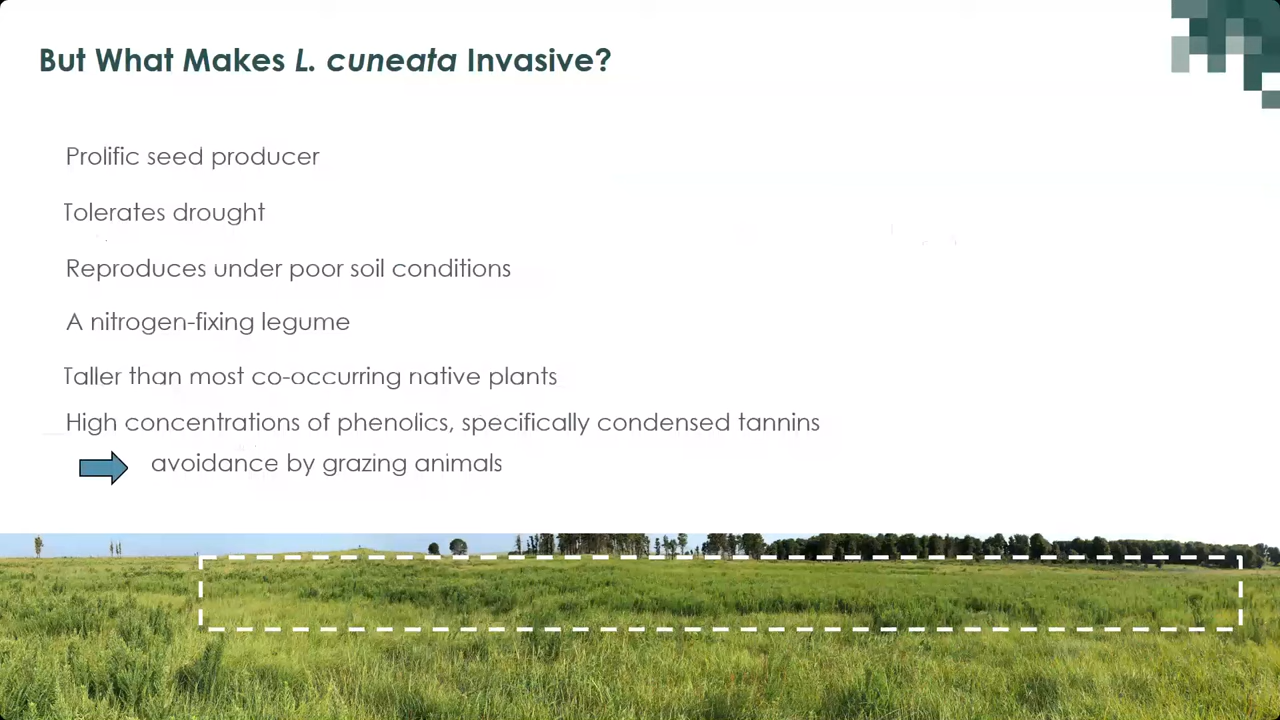 But What Makes L. cuneata Invasive?
Prolific seed producer
Tolerates drought
Reproduces under poor soil conditions
A nitrogen-fixing legume
Taller than most co-occurring native plants
High concentrations of phenolics, specifically condensed tannins
avoidance by grazing animals